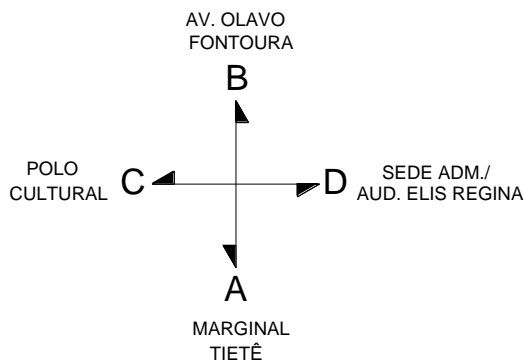 AV. OLAVO
FONTOURA
B
POLO
CULTURAL
C
D
SEDE ADM./
AUD. ELIS REGINA
A
MARGINAL
TIETÊ